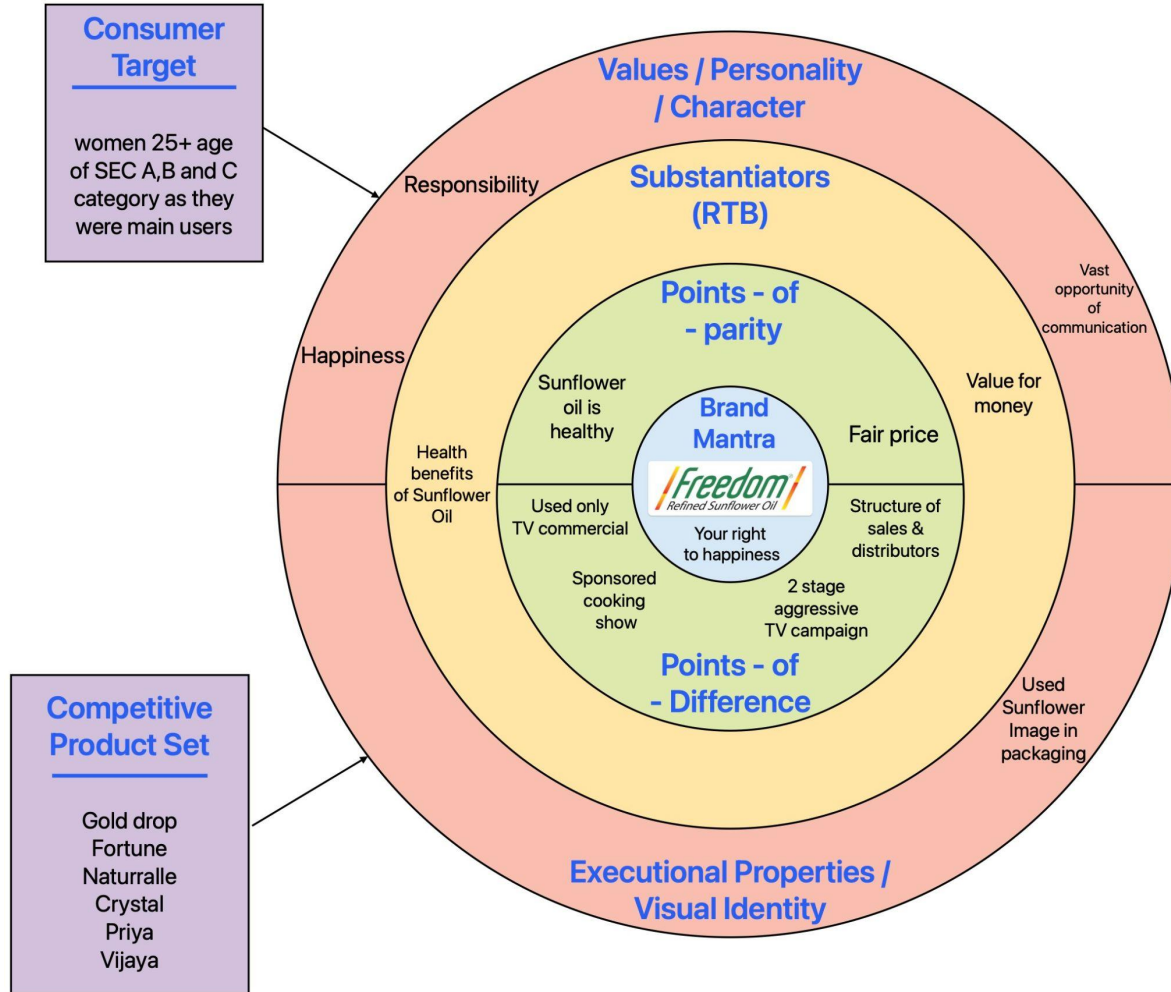 Consumer
Target
women 25+ age
of SEC A,B and C
category as they
were main users
Values / Personality
/ Character
Responsibility
Happiness
Vast
opportunity
of
communication
Substantiators
(RTB)
Health
benefits
of Sunflower
Oil
Value for
money
Points - of
- parity
Sunflower
oil is
healthy
Fair price
Brand
Mantra
Freedom®
Refined Sunflower Oil
Your right
to happiness
Used only
TV commercial
Structure of
sales &
distributors
Sponsored
cooking
show
2 stage
aggressive
TV campaign
Points - of
- Difference
Used
Sunflower
Image in
packaging
Executional Properties /
Visual Identity
Competitive
Product Set
Gold drop
Fortune
Naturralle
Crystal
Priya
Vijaya